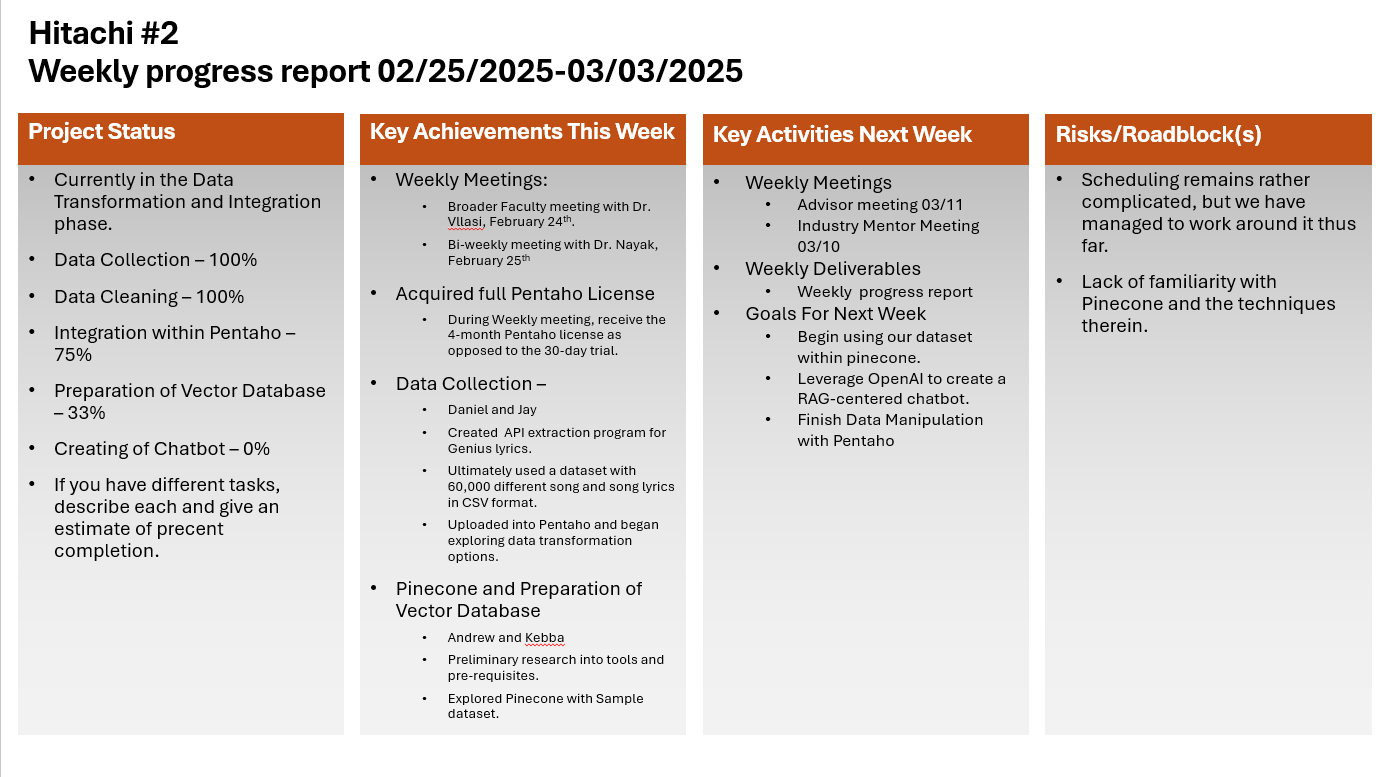 Hitachi #2
Weekly progress report 02/25/2025-03/03/2025
Project Status
• Currently in the Data
Transformation and Integration
phase.
• Data Collection – 100%
• Data Cleaning – 100%
• Integration within Pentaho –
75%
• Preparation of Vector Database
– 33%
• Creating of Chatbot – 0%
• If you have different tasks,
describe each and give an
estimate of precent
completion.
Key Achievements This Week
• Weekly Meetings:
• Broader Faculty meeting with Dr.
Vllasi, February 24th.
• Bi-weekly meeting with Dr. Nayak,
February 25th
• Acquired full Pentaho License
• During Weekly meeting, receive the
4-month Pentaho license as
opposed to the 30-day trial.
• Data Collection –
• Daniel and Jay
• Created  API extraction program for
Genius lyrics.
• Ultimately used a dataset with
60,000 different song and song lyrics
in CSV format.
• Uploaded into Pentaho and began
exploring data transformation
options.
• Pinecone and Preparation of
Vector Database
• Andrew and Kebba
• Preliminary research into tools and
pre-requisites.
• Explored Pinecone with Sample
dataset.
Key Activities Next Week
• Weekly Meetings
• Advisor meeting 03/11
• Industry Mentor Meeting
03/10
• Weekly Deliverables
• Weekly  progress report
• Goals For Next Week
• Begin using our dataset
within pinecone.
• Leverage OpenAI to create a
RAG-centered chatbot.
• Finish Data Manipulation
with Pentaho
Risks/Roadblock(s)
• Scheduling remains rather
complicated, but we have
managed to work around it thus
far.
• Lack of familiarity with
Pinecone and the techniques
therein.